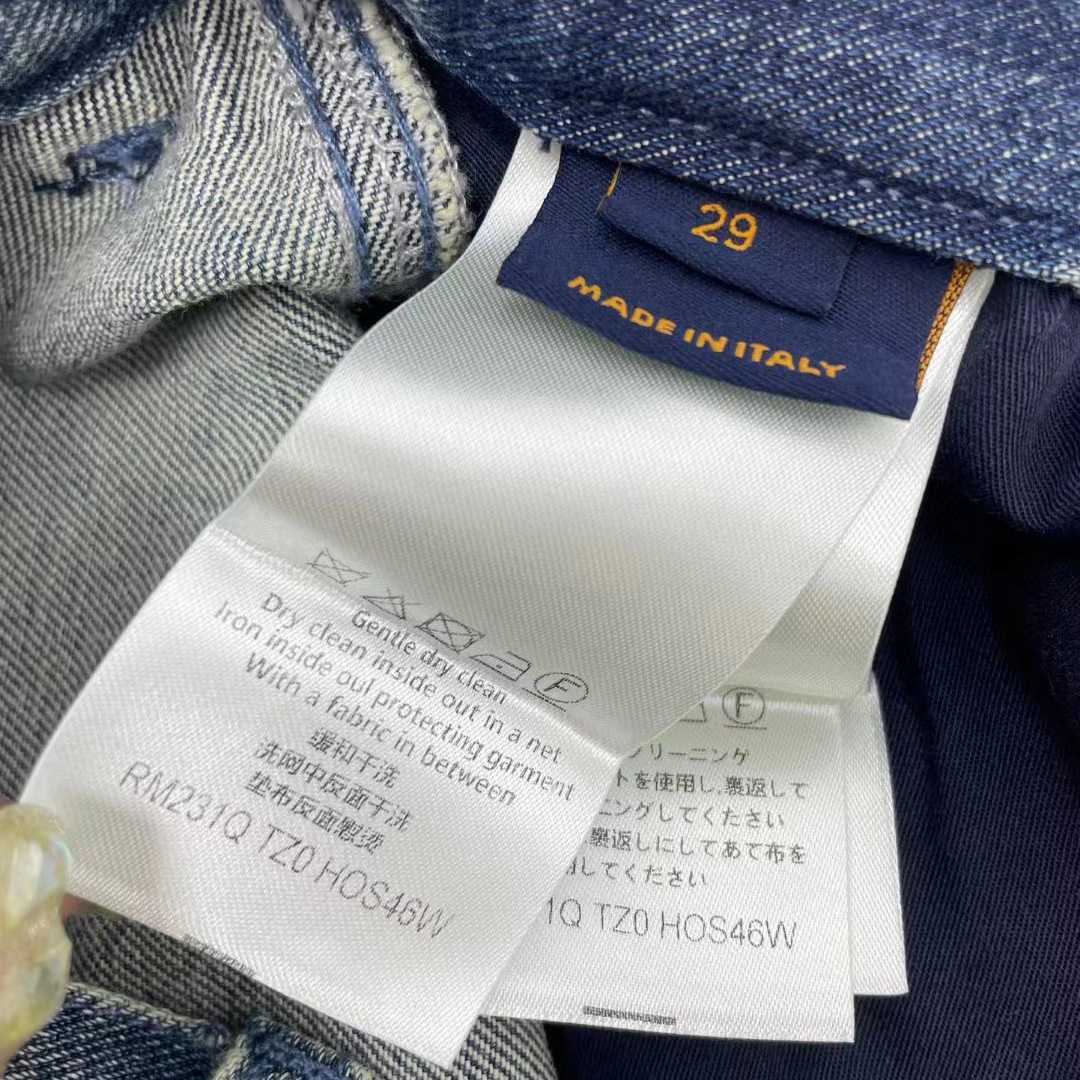 29
MADE IN ITALY
F
Gentle dry clean
Dry clean inside out in a net
Iron inside oul protecting garment
With a fabric in between
缓和干洗
洗网中反面干洗
垫布反面慰烫
RM231Q TZ0 HOS46W
F
リーニング
トを使用し,裏返して
ニングしてください
裏返しにしてあて布を
してください
1Q TZ0 HOS46W